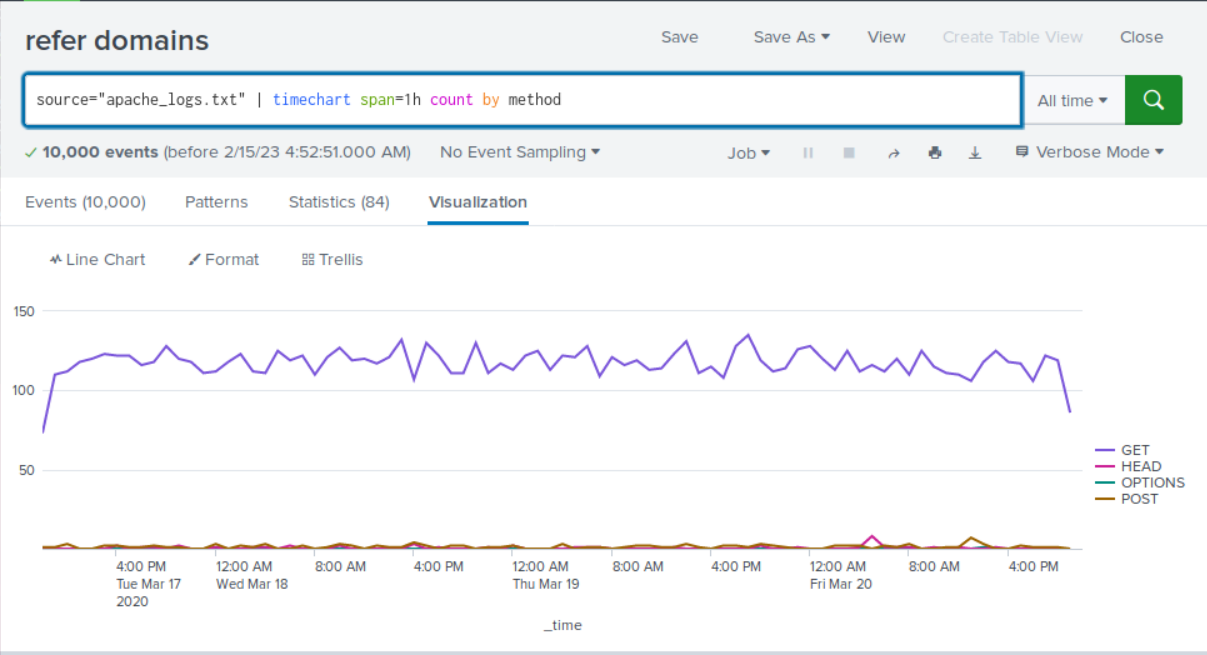 refer domains
Save Save As View Create Table View Close
source="apache_logs.txt" | timechart span=1h count by method
All time
10,000 events (before 2/15/23 4:52:51.000 AM) No Event Sampling Job Verbose Mode
Events (10,000) Patterns Statistics (84) Visualization
Line Chart Format Trellis
150
100
50
GET
HEAD
OPTIONS
POST
4:00 PM 12:00 AM 8:00 AM 4:00 PM 12:00 AM 8:00 AM 4:00 PM 12:00 AM 8:00 AM 4:00 PM
Tue Mar 17 Wed Mar 18 Thu Mar 19 Fri Mar 20
2020
_time